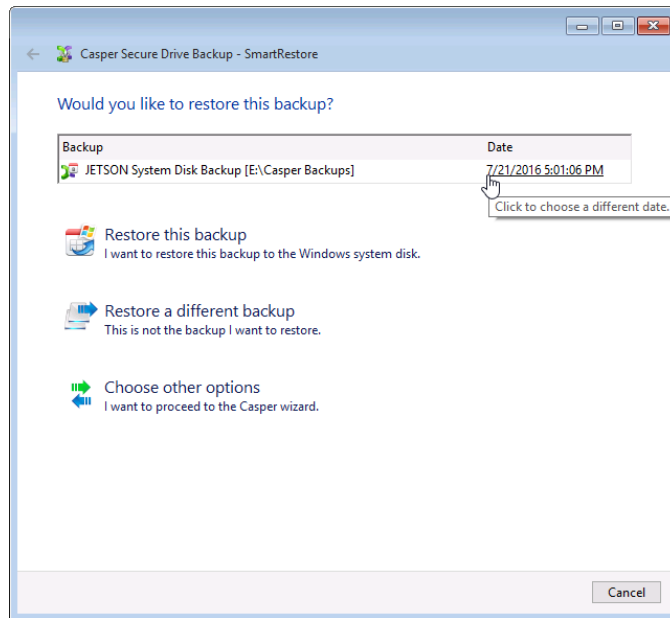 Casper Secure Drive Backup - SmartRestore
Would you like to restore this backup?
Backup Date
JETSON System Disk Backup [E:\Casper Backups] 7/21/2016 5:01:06 PM
Click to choose a different date.
Restore this backup
I want to restore this backup to the Windows system disk.
Restore a different backup
This is not the backup I want to restore.
Choose other options
I want to proceed to the Casper wizard.
Cancel